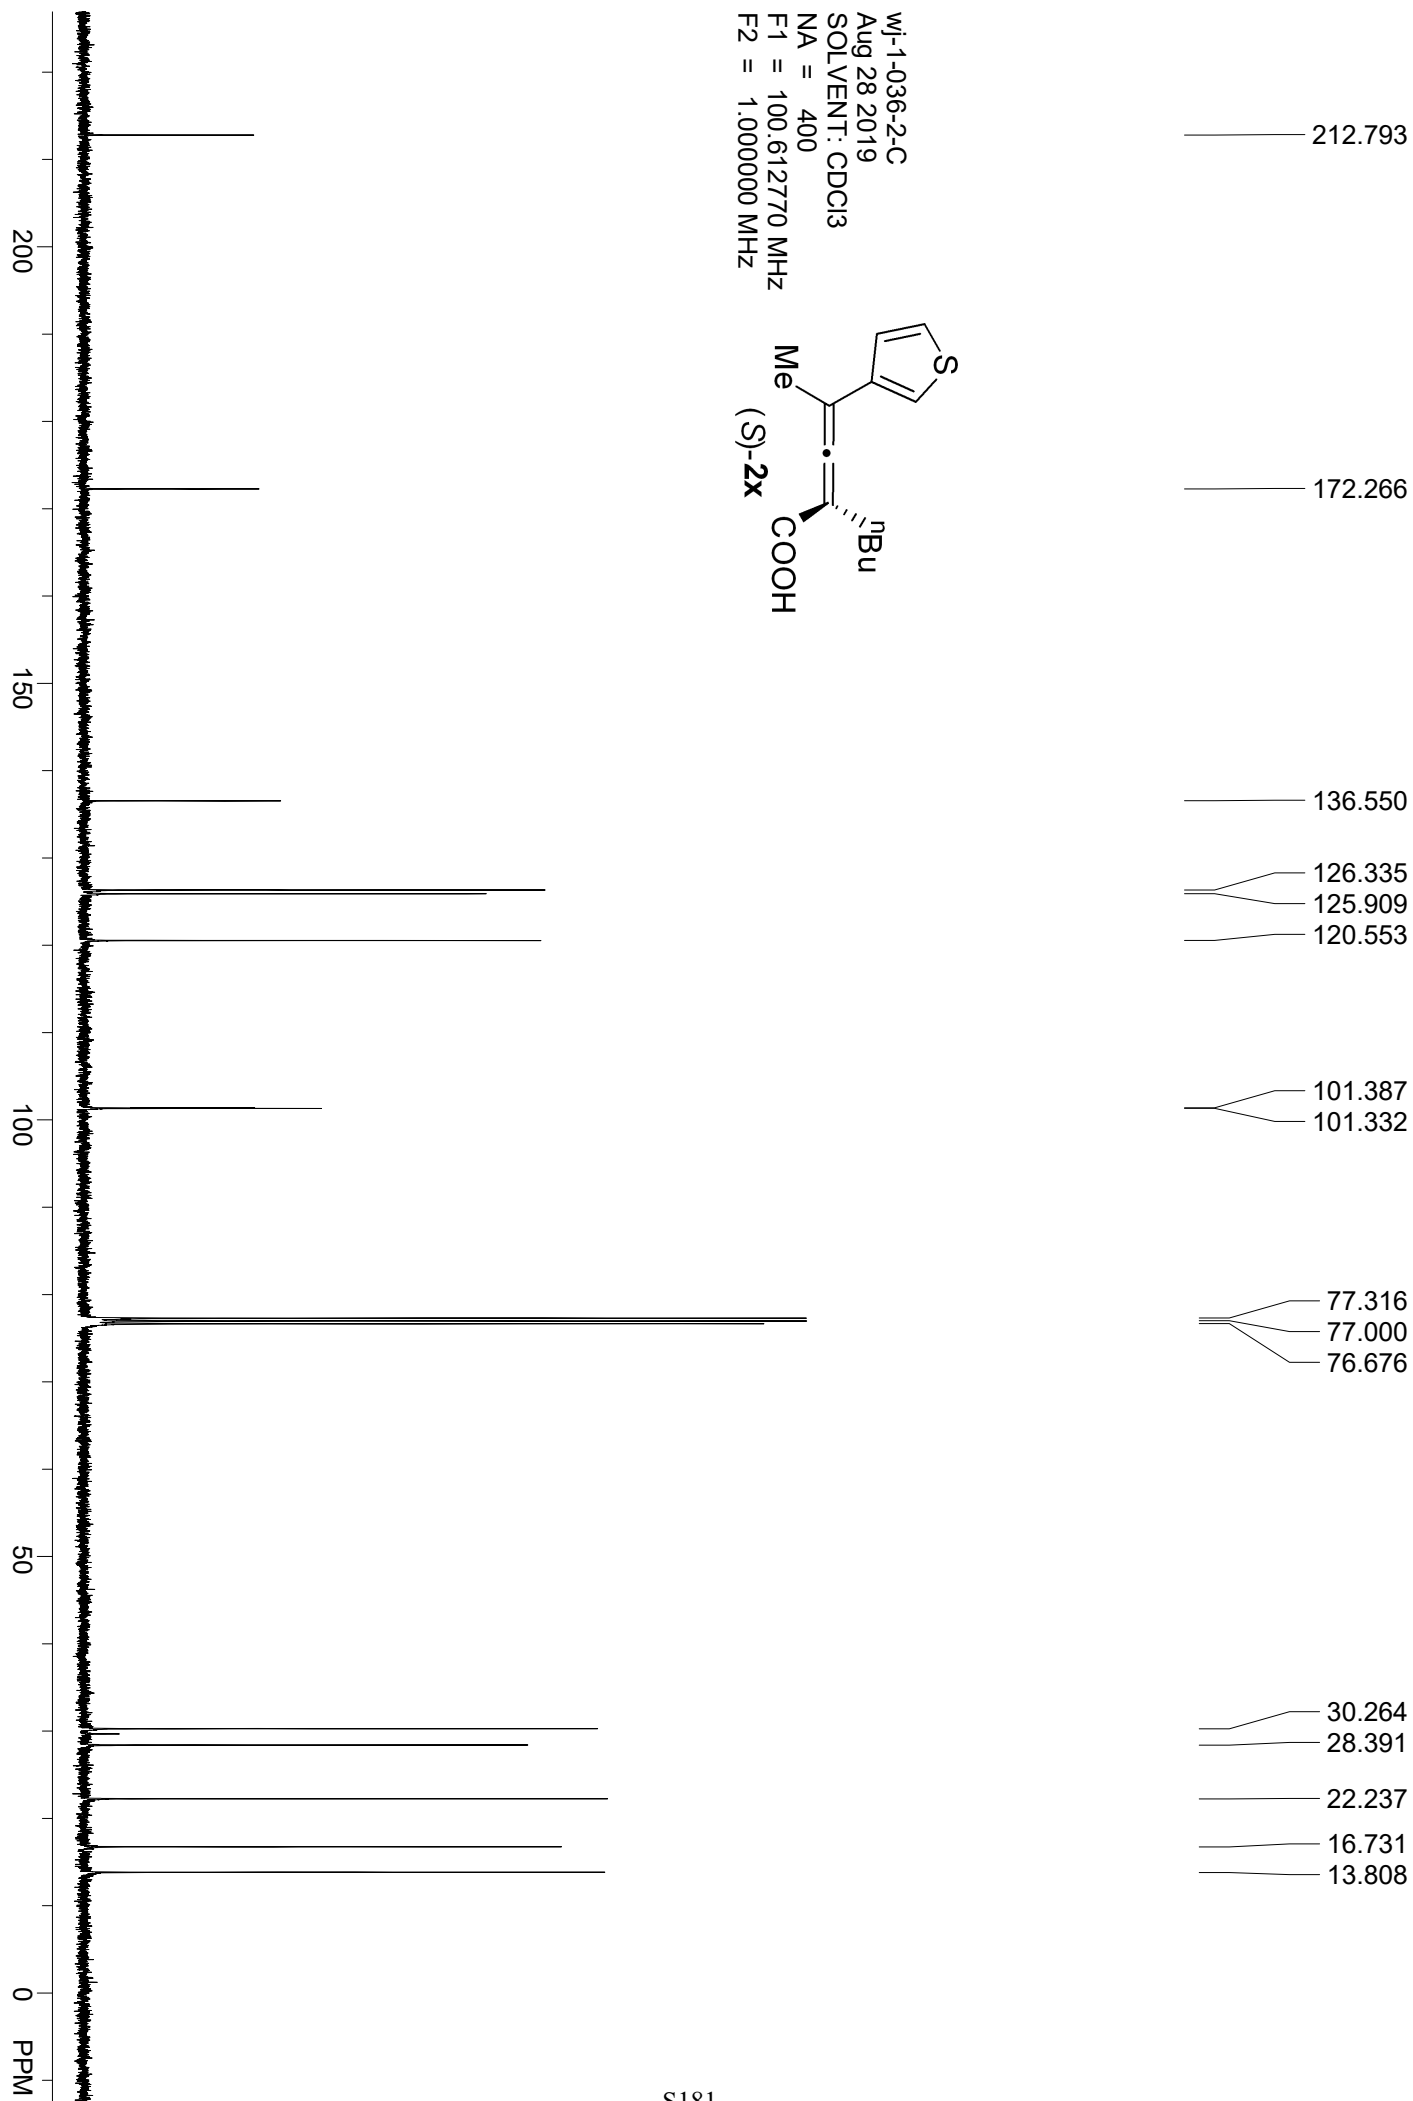 wj-1-036-2-C
Aug 28 2019
SOLVENT: CDCl3
NA = 400
F1 = 100.612770 MHz
F2 = 1.000000 MHz
S
Me
nBu
COOH
(S)-2x
212.793
172.266
136.550
126.335
125.909
120.553
101.387
101.332
77.316
77.000
76.676
30.264
28.391
22.237
16.731
13.808
200
150
100
50
0
PPM
S181